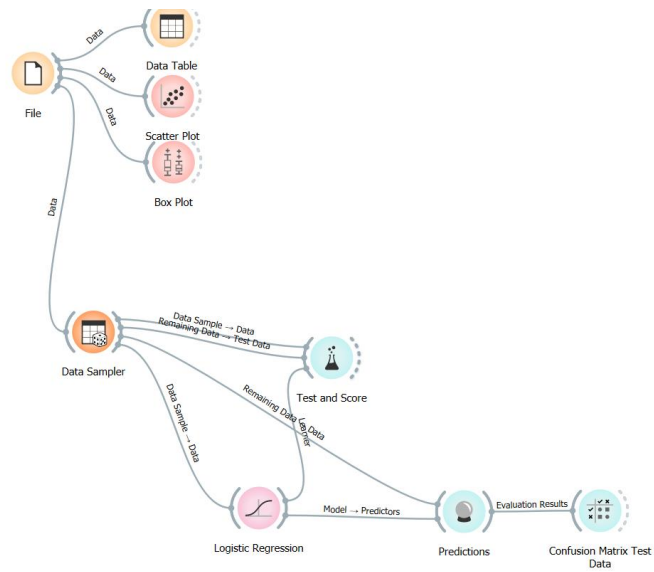 Data
Data Table
Data
File
Scatter Plot
Data
Box Plot
Data
Data Sample → Data
Remaining Data → Test Data
Data Sampler
Test and Score
Data Sample → Data
Remaining Data → Data
Learner
Model → Predictors
Evaluation Results
Logistic Regression
Predictions
Confusion Matrix Test
Data